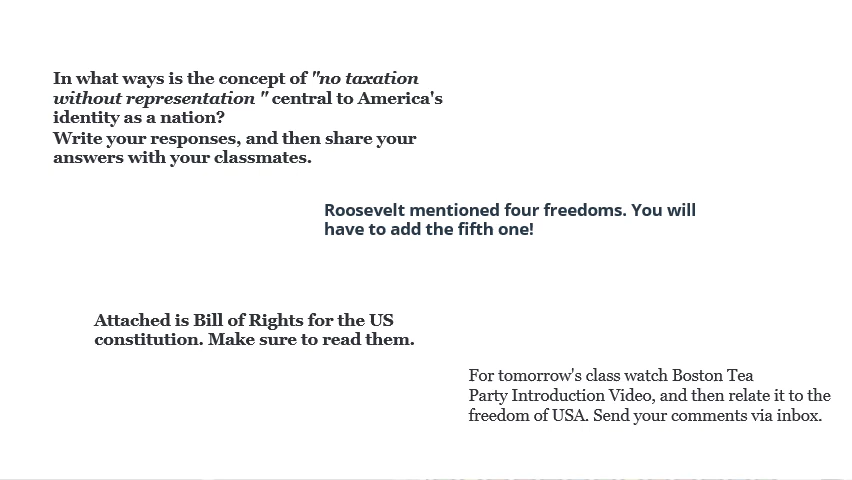 In what ways is the concept of "no taxation
without representation " central to America's
identity as a nation?
Write your responses, and then share your
answers with your classmates.
Roosevelt mentioned four freedoms. You will
have to add the fifth one!
Attached is Bill of Rights for the US
constitution. Make sure to read them.
For tomorrow's class watch Boston Tea
Party Introduction Video, and then relate it to the
freedom of USA. Send your comments via inbox.